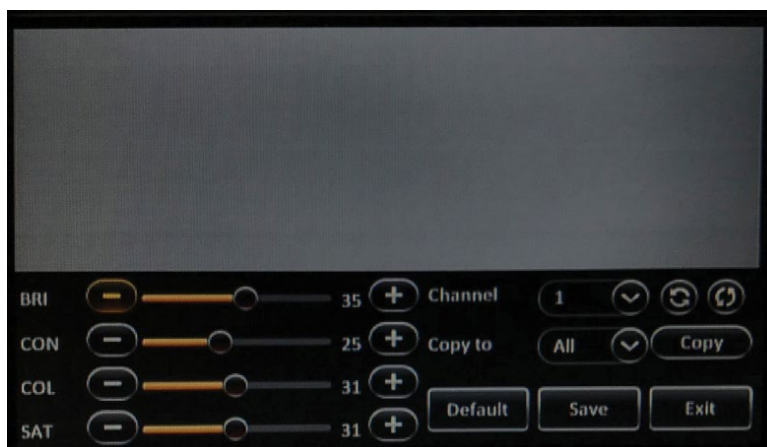 BRI − 35 + Channel 1
CON − 25 + Copy to All Copy
COL − 31 +
Default Save Exit
SAT − 31 +